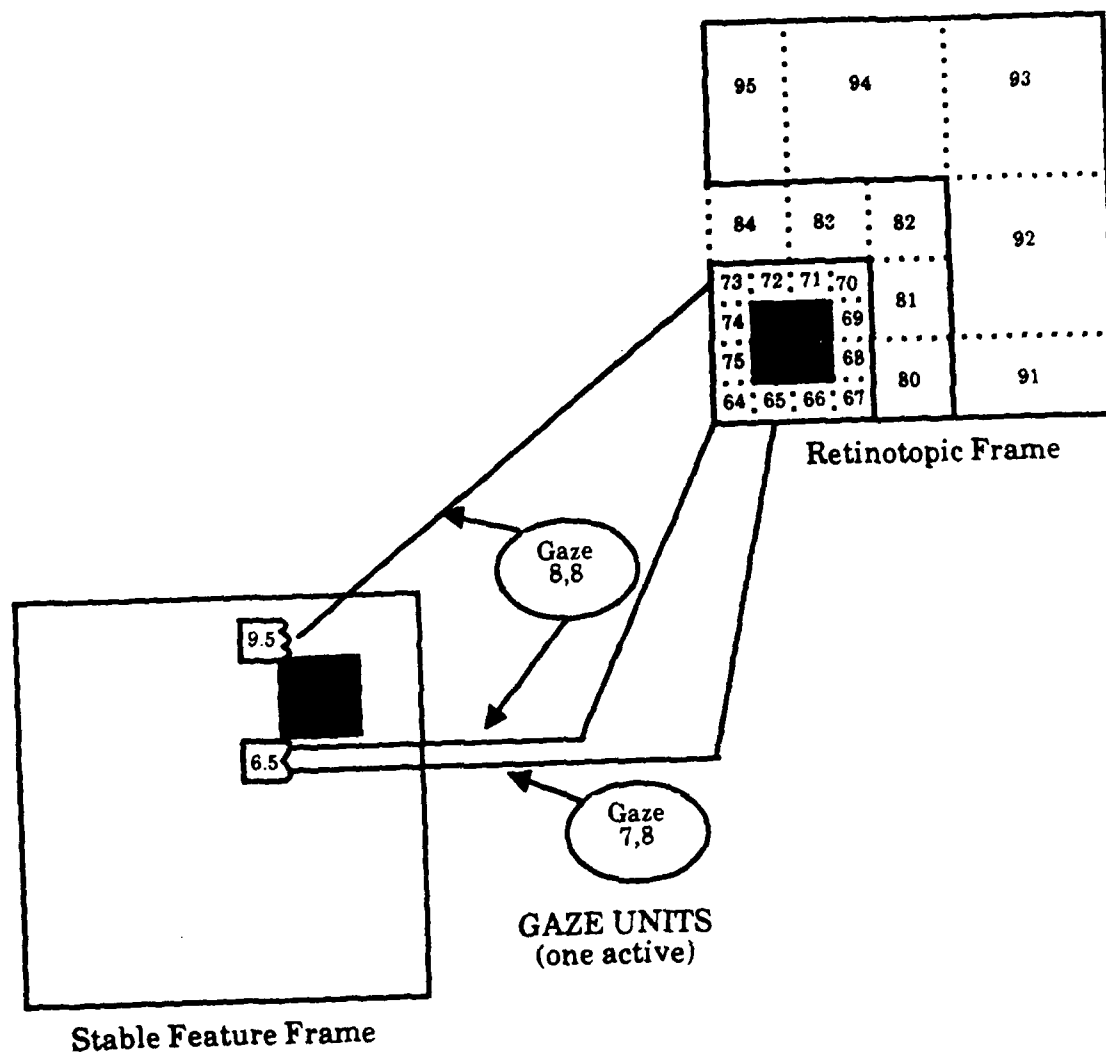 95 94 93
84 83 82
92
73 72 71 70
81
74 69
75 68
80 91
64 65 66 67
Retinotopic Frame
Gaze
8,8
9.5
6.5
Gaze
7,8
GAZE UNITS
(one active)
Stable Feature Frame